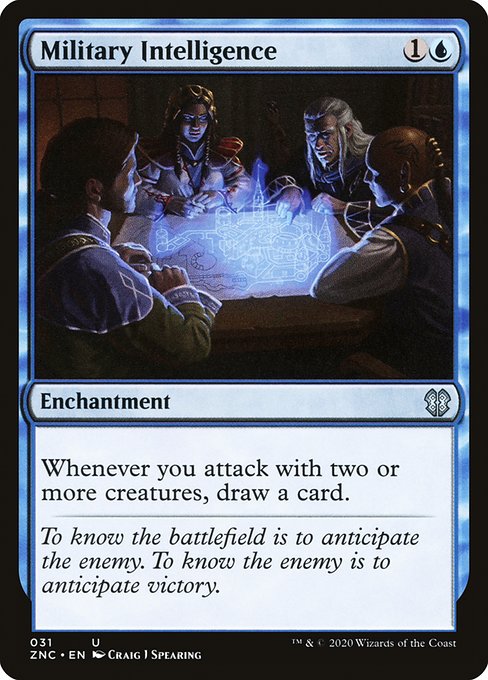 Military Intelligence 1
Enchantment
Whenever you attack with two or
more creatures, draw a card.
To know the battlefield is to anticipate
the enemy. To know the enemy is to
anticipate victory.
031 U
ZNC • EN Craig J Spearing
™ & © 2020 Wizards of the Coast